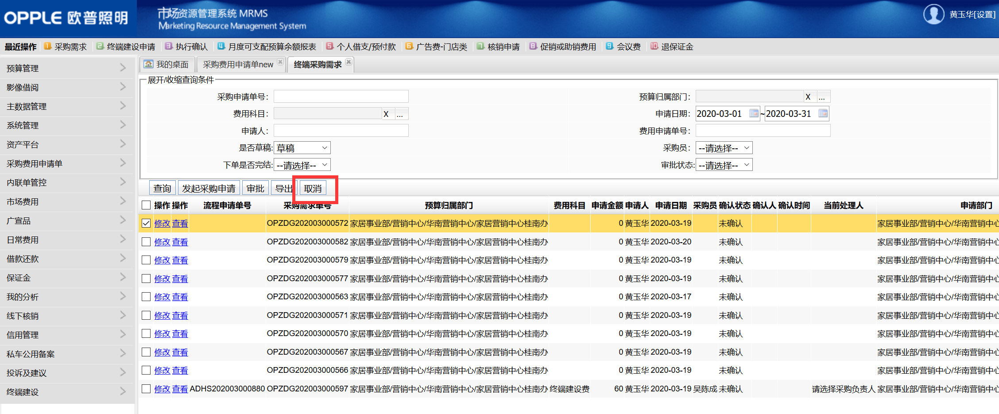 OPPLE 欧普照明
市场资源管理系统 MRMS
Marketing Resource Management System
黄玉华[设置]
最近操作 1 采购需求 2 终端建设申请 3 执行确认 4 月度可支配预算余额报表 5 个人借支/预付款 6 广告费-门店类 7 核销申请 8 促销或助销费用 9 会议费 10 退保证金
预算管理
影像借阅
主数据管理
系统管理
资产平台
采购费用申请单
内联单管控
市场费用
广宣品
日常费用
借款还款
保证金
我的分析
线下核销
信用管理
私车公用备案
投诉及建议
终端建设
我的桌面 采购费用申请单new 终端采购需求
展开/收缩查询条件
采购申请单号: 预算归属部门: X ...
费用科目: X ... 申请日期: 2020-03-01 ~ 2020-03-31
申请人: 费用申请单号:
是否草稿: 草稿 采购员: --请选择--
下单是否完结: --请选择-- 审批状态: --请选择--
查询 发起采购申请 审批 导出 取消
操作 操作 流程申请单号 采购需求单号 预算归属部门 费用科目 申请金额 申请人 申请日期 采购员 确认状态 确认人 确认时间 当前处理人 申请部门
修改 查看 OPZDG202003000572 家居事业部/营销中心/华南营销中心/家居营销中心桂南办 0 黄玉华 2020-03-19 未确认 家居事业部/营销中心/华南营销中心
修改 查看 OPZDG202003000582 家居事业部/营销中心/华南营销中心/家居营销中心桂南办 0 黄玉华 2020-03-20 未确认 家居事业部/营销中心/华南营销中心
修改 查看 OPZDG202003000579 家居事业部/营销中心/华南营销中心/家居营销中心桂南办 0 黄玉华 2020-03-19 未确认 家居事业部/营销中心/华南营销中心
修改 查看 OPZDG202003000577 家居事业部/营销中心/华南营销中心/家居营销中心桂南办 0 黄玉华 2020-03-19 未确认 家居事业部/营销中心/华南营销中心
修改 查看 OPZDG202003000563 家居事业部/营销中心/华南营销中心/家居营销中心桂南办 0 黄玉华 2020-03-17 未确认 家居事业部/营销中心/华南营销中心
修改 查看 OPZDG202003000571 家居事业部/营销中心/华南营销中心/家居营销中心桂南办 0 黄玉华 2020-03-19 未确认 家居事业部/营销中心/华南营销中心
修改 查看 OPZDG202003000570 家居事业部/营销中心/华南营销中心/家居营销中心桂南办 0 黄玉华 2020-03-19 未确认 家居事业部/营销中心/华南营销中心
修改 查看 OPZDG202003000567 家居事业部/营销中心/华南营销中心/家居营销中心桂南办 0 黄玉华 2020-03-19 未确认 家居事业部/营销中心/华南营销中心
修改 查看 OPZDG202003000566 家居事业部/营销中心/华南营销中心/家居营销中心桂南办 0 黄玉华 2020-03-19 未确认 家居事业部/营销中心/华南营销中心
修改 查看 ADHS202003000880 OPZDG202003000597 家居事业部/营销中心/华南营销中心/家居营销中心桂南办 终端建设费 60 黄玉华 2020-03-19 吴陈成 未确认 请选择采购负责人 家居事业部/营销中心/华南营销中心